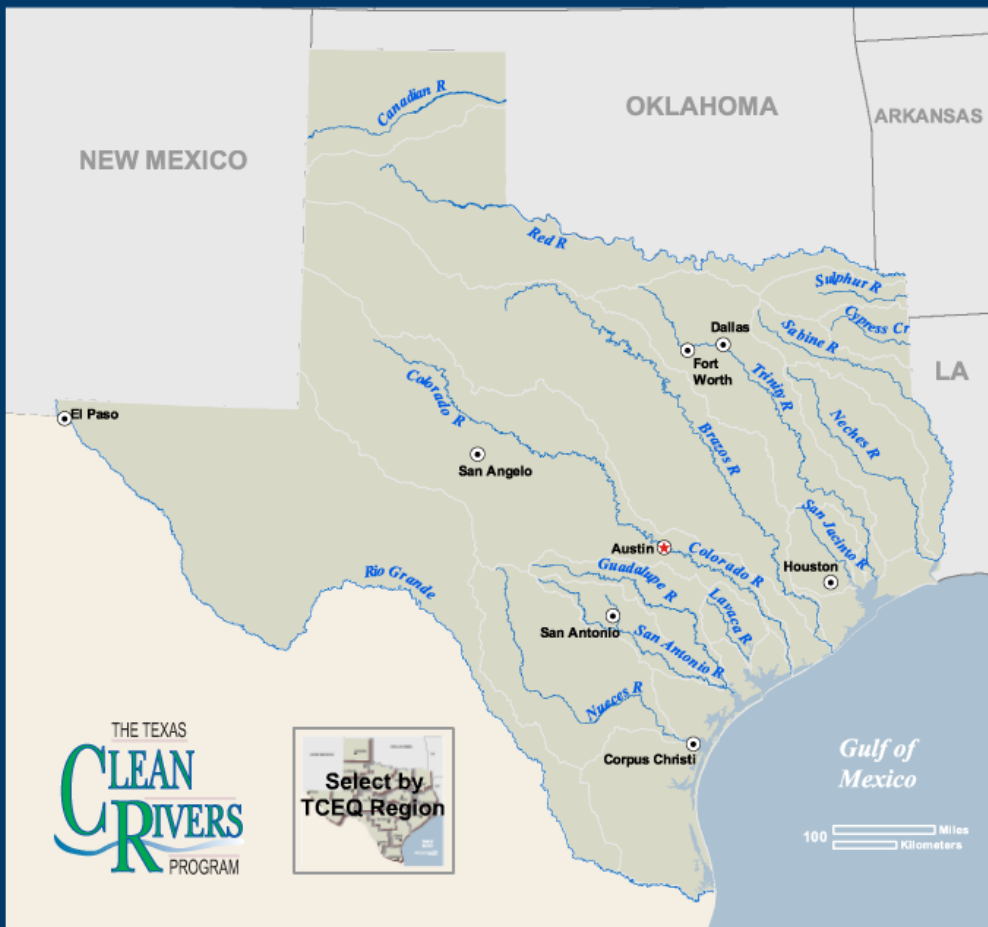 Canadian R
OKLAHOMA
ARKANSAS
NEW MEXICO
Red R
Sulphur R
Cypress Cr
Sabine R
Dallas
Fort
Worth
Trinity R
LA
Colorado R
Neches R
El Paso
Brazos R
San Angelo
San Jacinto R
Austin
Colorado R
Houston
Guadalupe R
Rio Grande
Lavaca R
San Antonio
San Antonio R
Nueces R
Corpus Christi
Gulf of
Mexico
THE TEXAS
CLEAN
RIVERS
PROGRAM
Select by
TCEQ Region
100
Miles
Kilometers